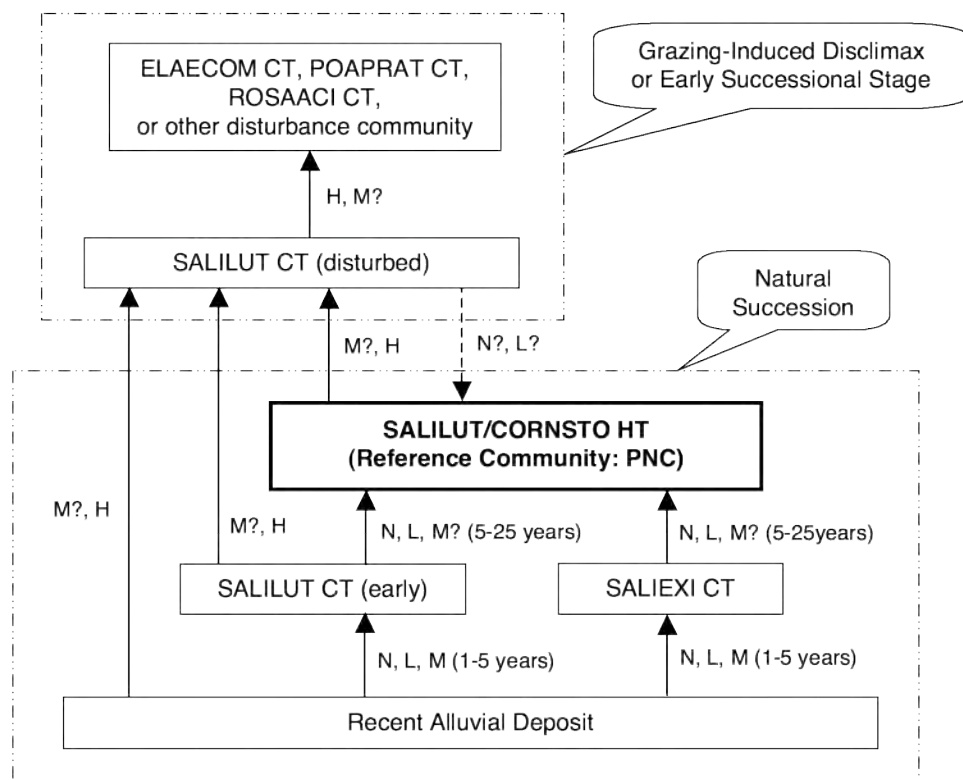 ELAECOM CT, POAPRAT CT,
ROSAACI CT,
or other disturbance community
Grazing-Induced Disclimax
or Early Successional Stage
H, M?
SALILUT CT (disturbed)
Natural
Succession
M?, H
N?, L?
SALILUT/CORNSTO HT
(Reference Community: PNC)
M?, H
M?, H
N, L, M? (5-25 years)
N, L, M? (5-25years)
SALILUT CT (early)
SALIEXI CT
N, L, M (1-5 years)
N, L, M (1-5 years)
Recent Alluvial Deposit